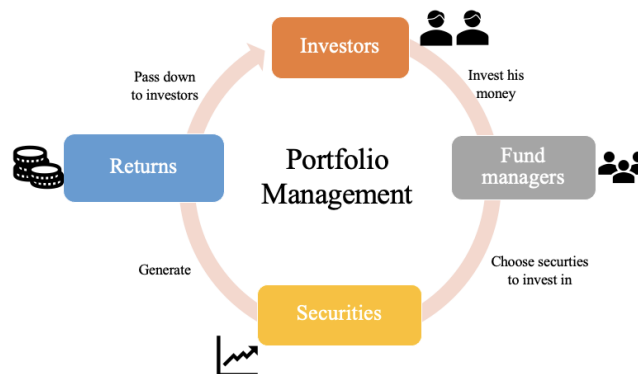 Investors
Invest his
money
Fund
managers
Choose securties
to invest in
Securities
Generate
Returns
Pass down
to investors
Portfolio
Management